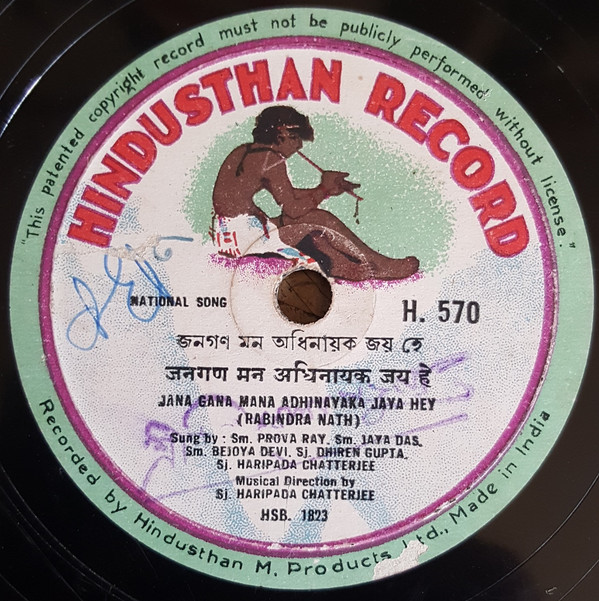 "This patented copyright record must not be publicly performed without license."
HINDUSTHAN RECORD
NATIONAL SONG
H. 570
জনগণ মন অধিনায়ক জয় হে
जनगण मन अधिनायक जय हे
JANA GANA MANA ADHINAYAKA JAYA HEY
(RABINDRA NATH)
Sung by : Sm. PROVA RAY, Sm. JAYA DAS,
Sm. BEJOYA DEVI, Sj. DHIREN GUPTA,
Sj. HARIPADA CHATTERJEE
Musical Direction by
Sj. HARIPADA CHATTERJEE
HSB. 1823
Recorded by Hindusthan M. Products Ltd., Made in India